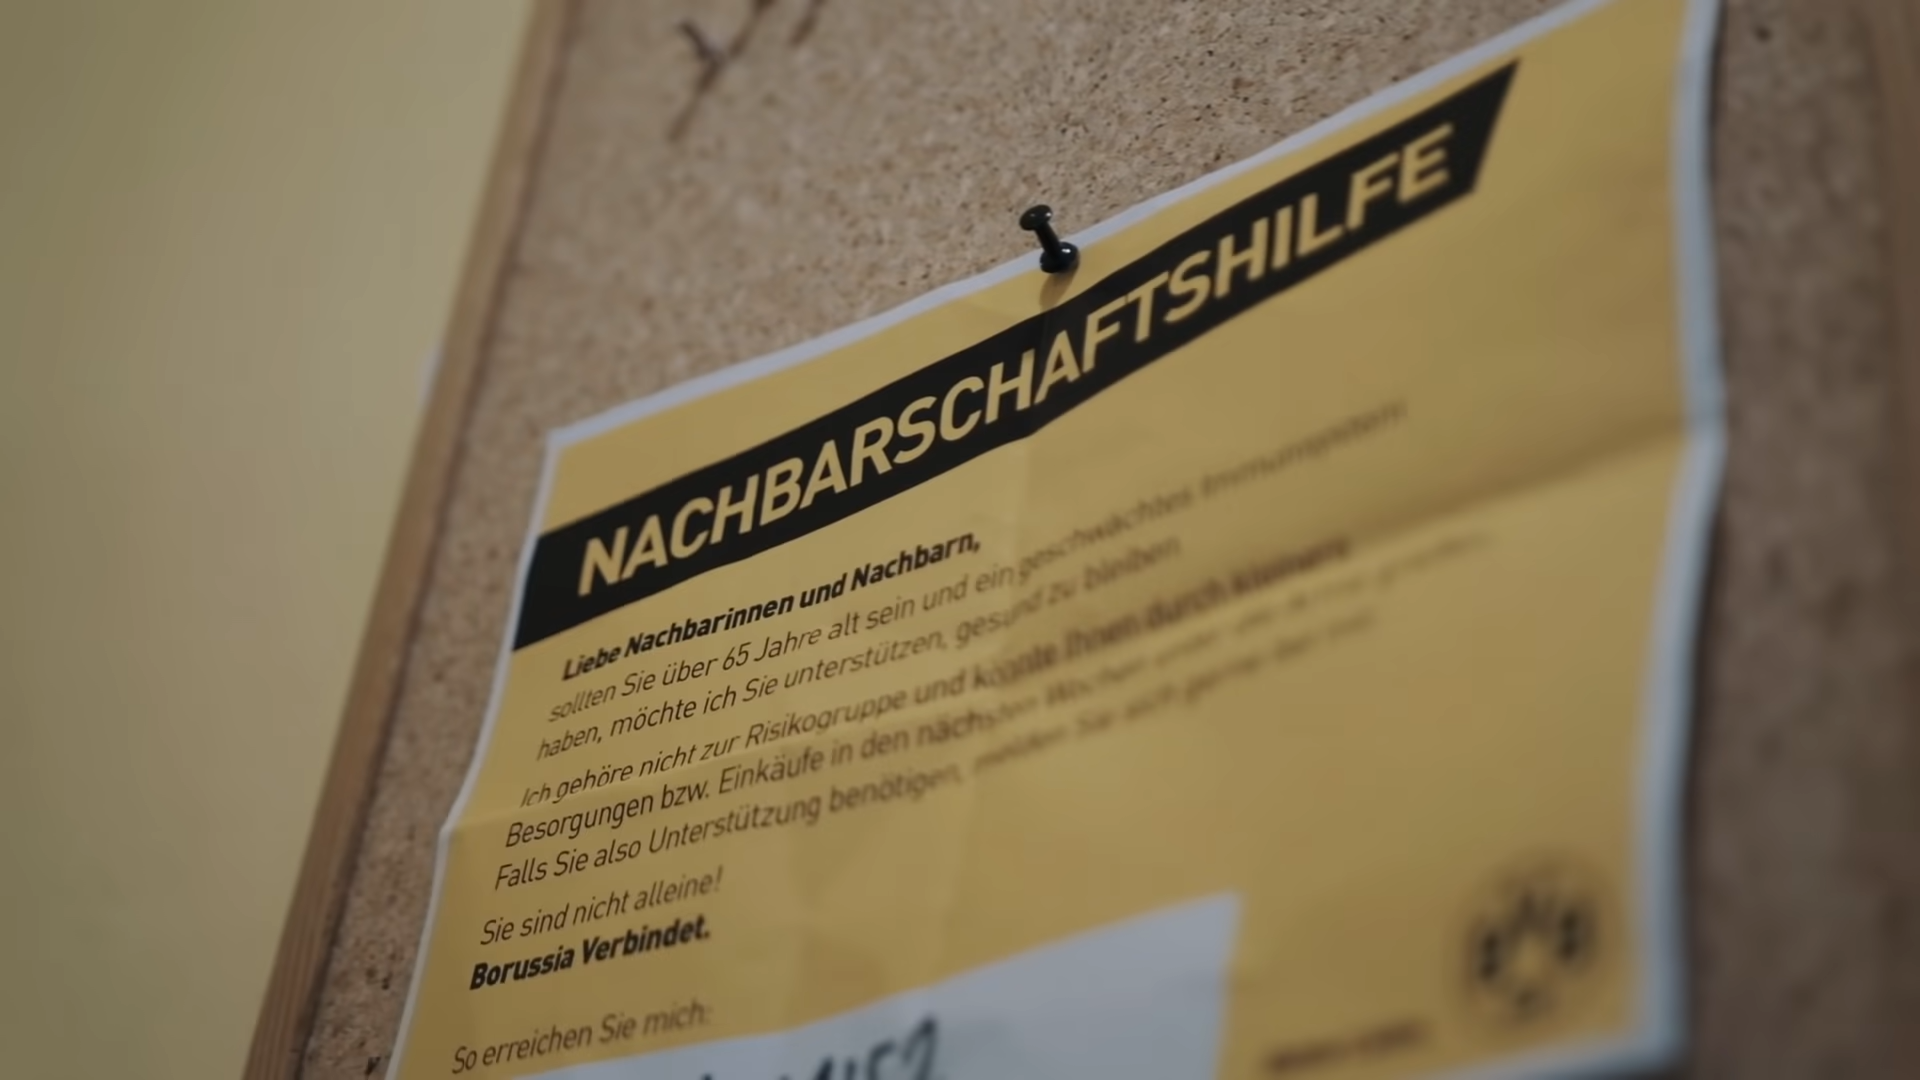 NACHBARSCHAFTSHILFE
Liebe Nachbarinnen und Nachbarn,
sollten Sie über 65 Jahre alt sein und ein geschwächtes Immunsystem
haben, möchte ich Sie unterstützen, gesund zu bleiben
Ich gehöre nicht zur Risikogruppe und könnte Ihnen durch kleinere
Besorgungen bzw. Einkäufe in den nächsten Wochen
Falls Sie also Unterstützung benötigen, melden Sie sich gerne bei mir.
Sie sind nicht alleine!
Borussia Verbindet.
So erreichen Sie mich: